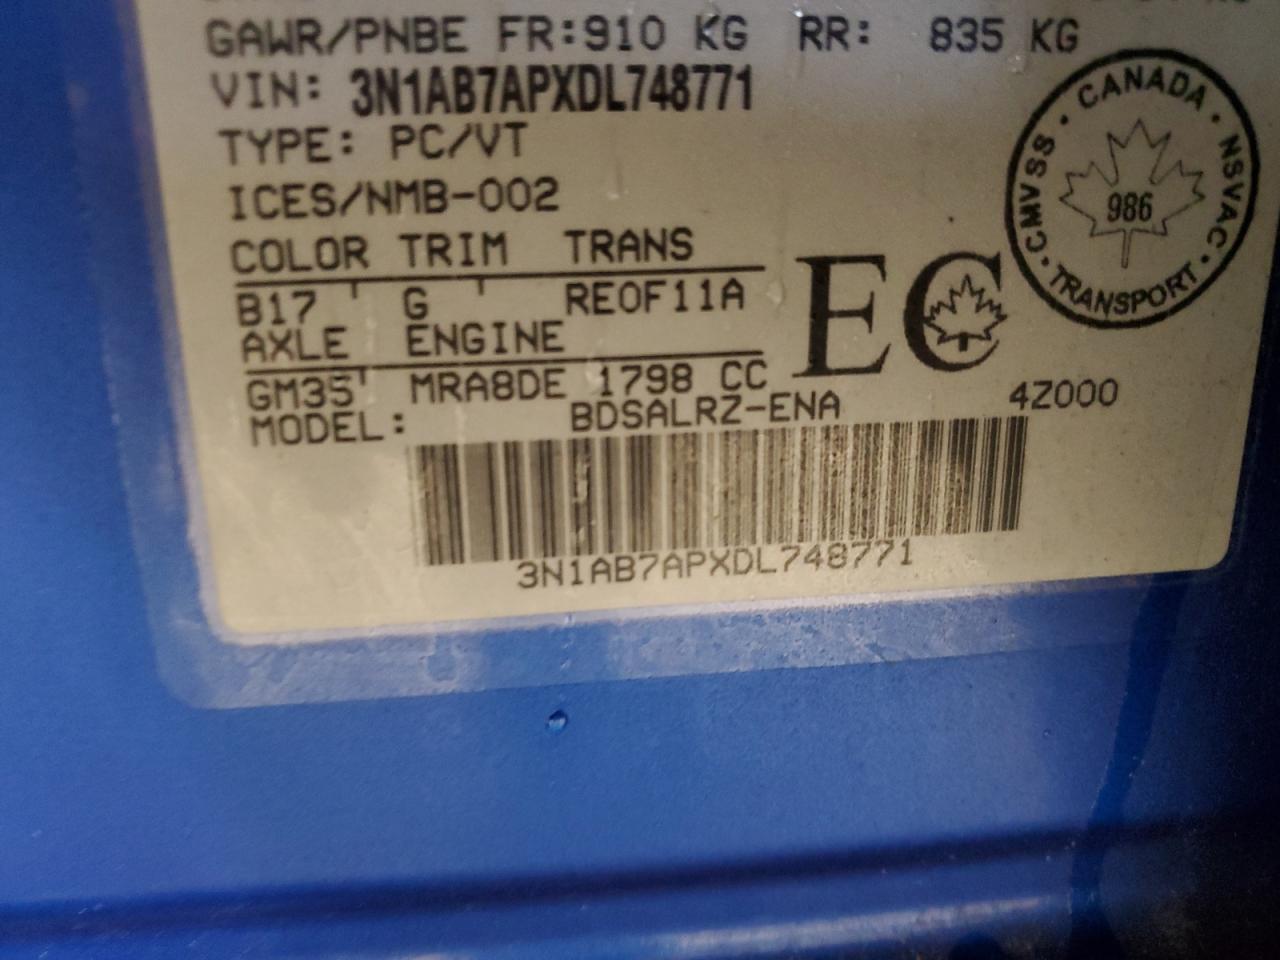 GAWR/PNBE FR:910 KG RR: 835 KG
VIN: 3N1AB7APXDL748771
TYPE: PC/VT
ICES/NMB-002
COLOR TRIM TRANS
B17 G RE0F11A
AXLE ENGINE
GM35 MRA8DE 1798 CC
MODEL: BDSALRZ-ENA 4Z000
3N1AB7APXDL748771
EC
CANADA
CMVSS · NSVAC
986
TRANSPORT